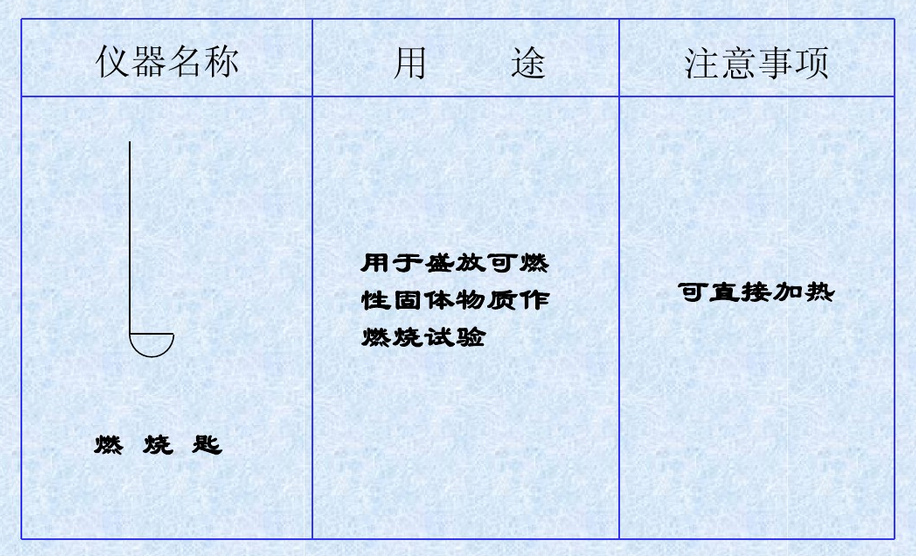 仪器名称
用 途
注意事项
燃 烧 匙
用于盛放可燃
性固体物质作
燃烧试验
可直接加热